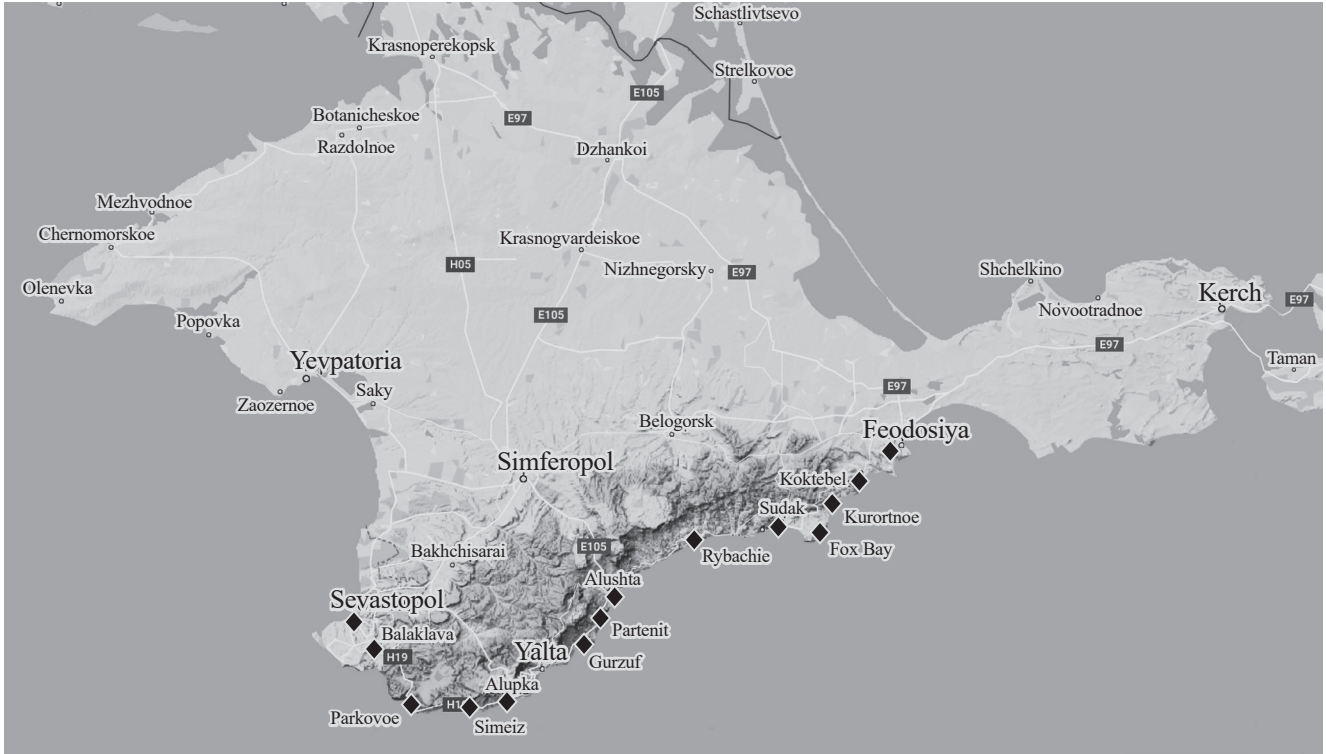 Schastlivtsevo
Krasnoperekopsk
Strelkovoe
E105
Botanicheskoe
E97
Razdolnoe
Dzhankoi
Mezhvodnoe
Chernomorskoe
Krasnogvardeiskoe
H05
Nizhnegorsky
E97
Shchelkino
Olenevka
Kerch
E97
Novootradnoe
Popovka
E105
E97
Yevpatoria
Taman
Saky
E97
Zaozernoe
Belogorsk
Feodosiya
Simferopol
Koktebel
Sudak
Kurortnoe
Bakhchisarai
E105
Rybachie
Fox Bay
Alushta
Sevastopol
Partenit
Balaklava
H19
Yalta
Gurzuf
Alupka
Parkovoe
Simeiz